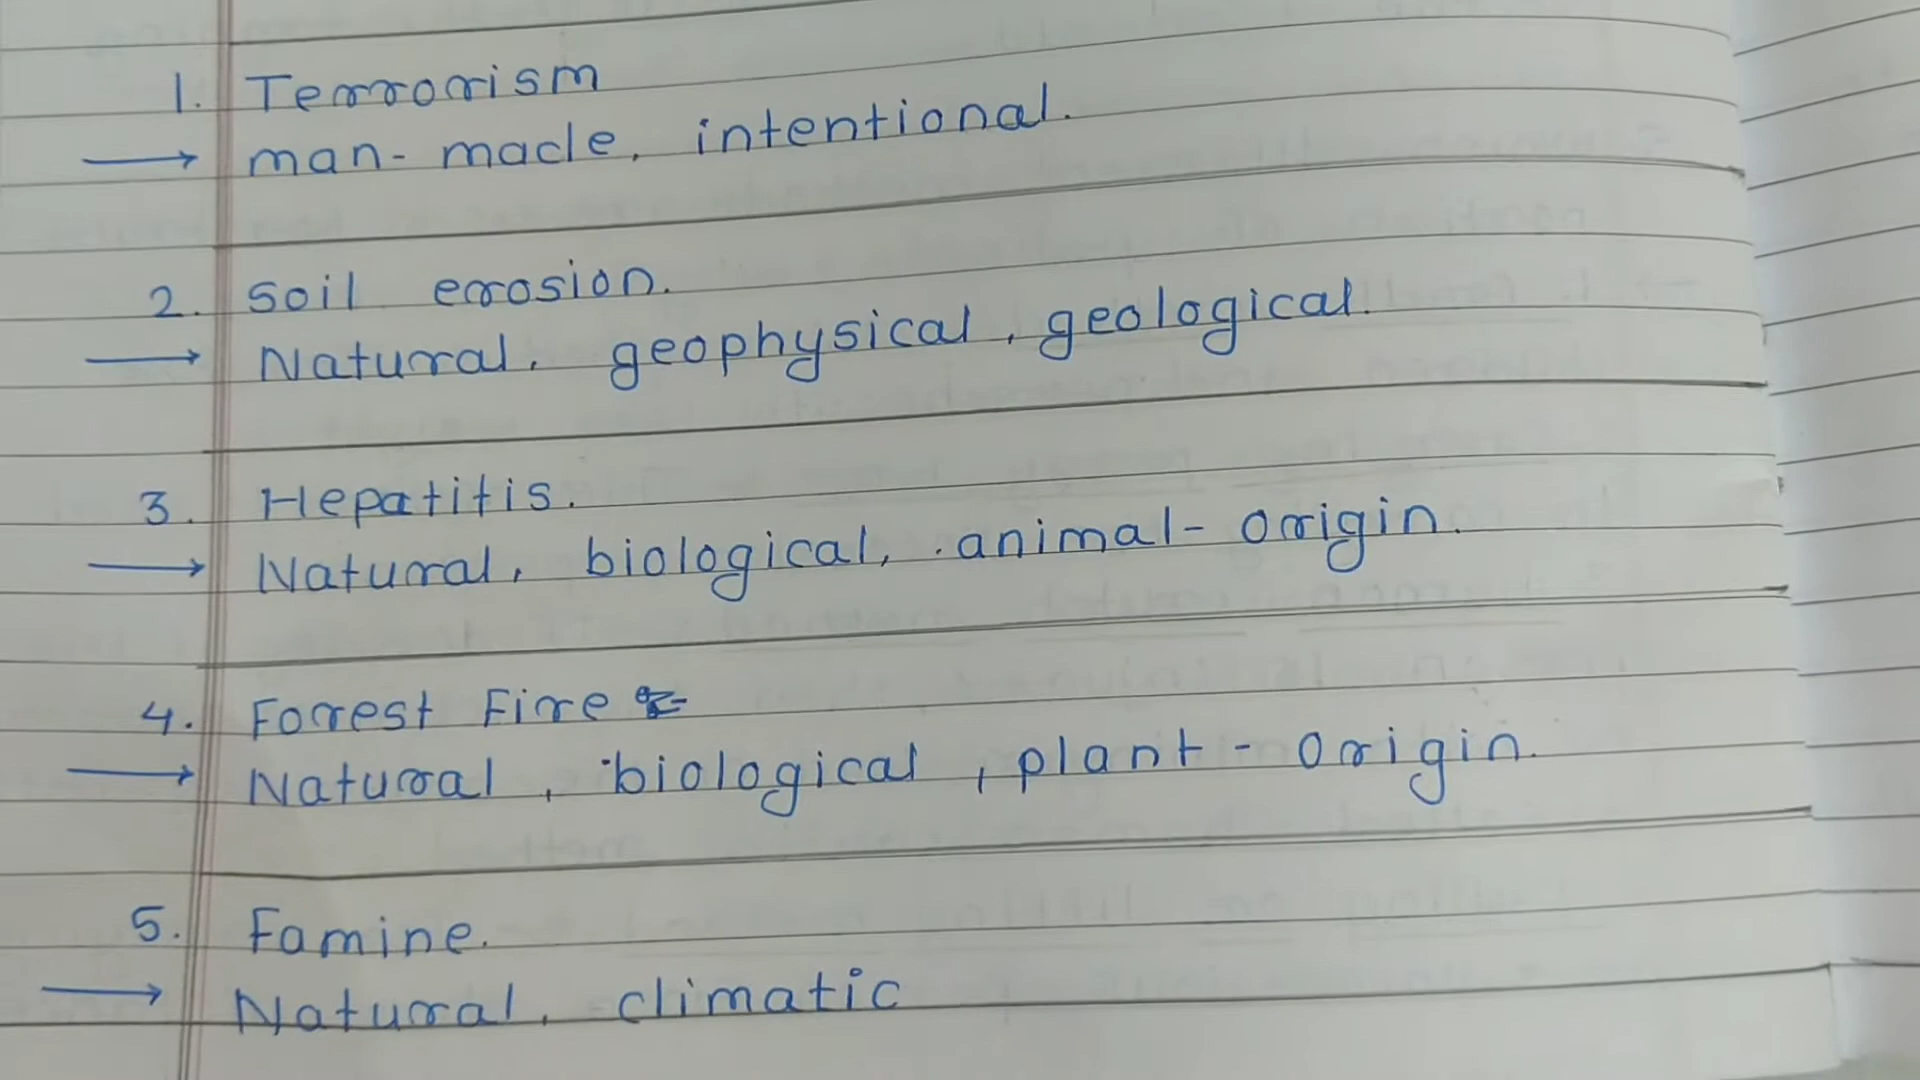 1. Terrorism
→ man-made, intentional.
2. Soil erosion.
→ Natural, geophysical, geological.
3. Hepatitis.
→ Natural, biological, animal-origin.
4. Forest Fire
→ Natural, biological, plant-origin.
5. Famine.
→ Natural, climatic